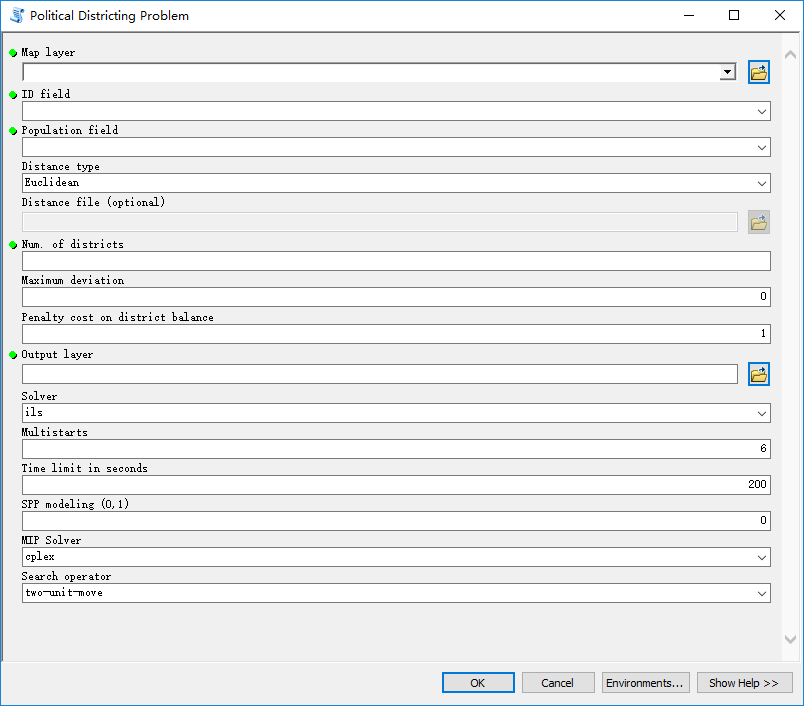 Political Districting Problem
Map layer
ID field
Population field
Distance type
Euclidean
Distance file (optional)
Num. of districts
Maximum deviation
0
Penalty cost on district balance
1
Output layer
Solver
ils
Multistarts
6
Time limit in seconds
200
SPP modeling (0,1)
0
MIP Solver
cplex
Search operator
two-unit-move
OK
Cancel
Environments...
Show Help >>